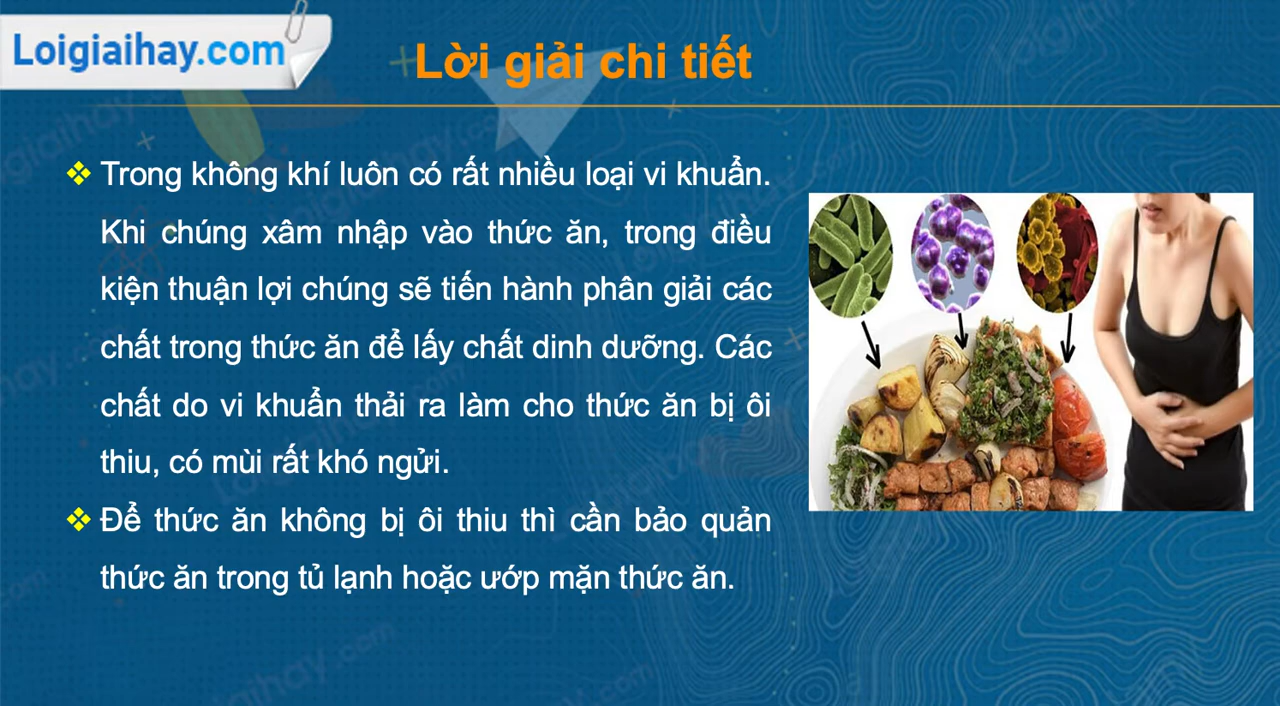 Loigiaihay.com
Lời giải chi tiết
Trong không khí luôn có rất nhiều loại vi khuẩn.
Khi chúng xâm nhập vào thức ăn, trong điều
kiện thuận lợi chúng sẽ tiến hành phân giải các
chất trong thức ăn để lấy chất dinh dưỡng. Các
chất do vi khuẩn thải ra làm cho thức ăn bị ôi
thiu, có mùi rất khó ngửi.
Để thức ăn không bị ôi thiu thì cần bảo quản
thức ăn trong tủ lạnh hoặc ướp mặn thức ăn.